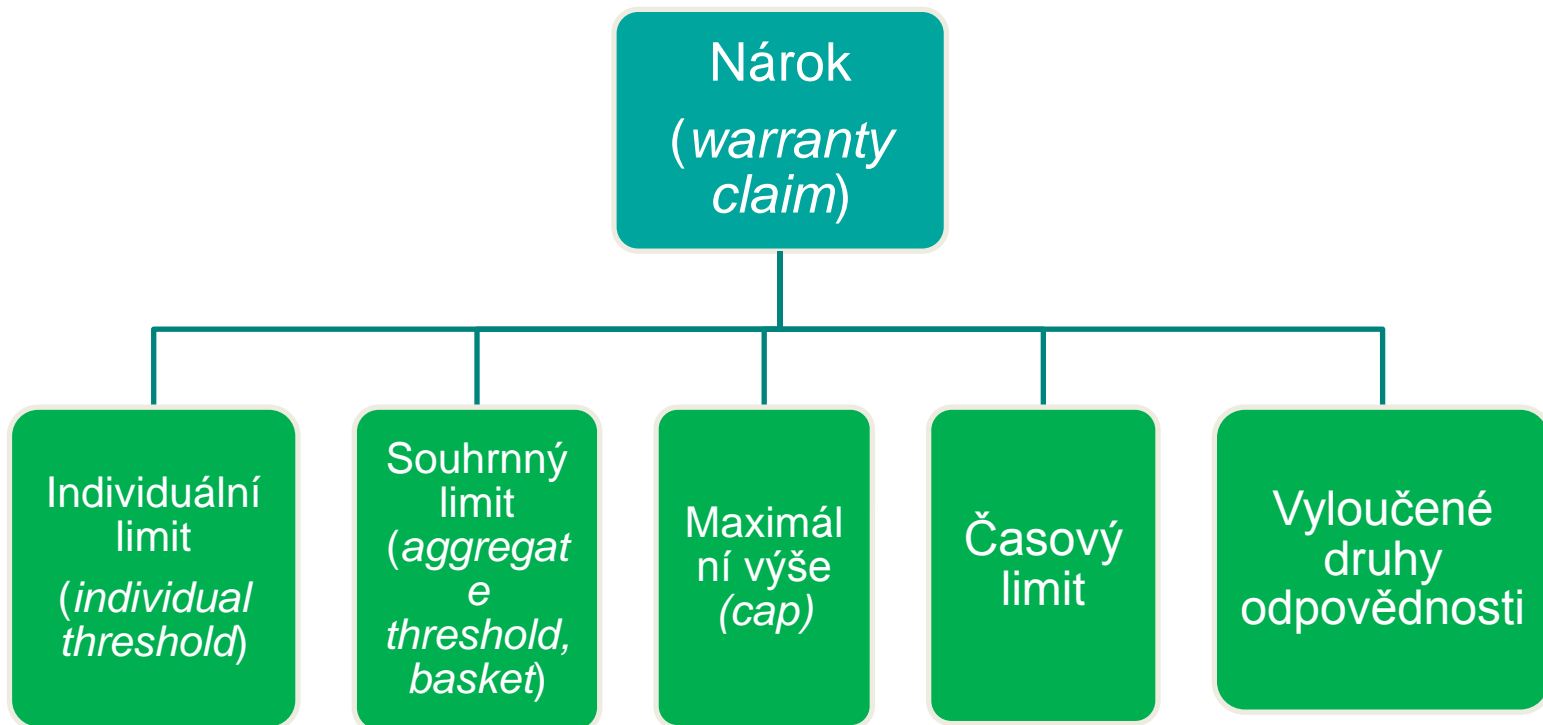 Nárok
(warranty
claim)
Individuální
limit
(individual
threshold)
Souhrnný
limit
(aggregat
e
threshold,
basket)
Maximál
ní výše
(cap)
Časový
limit
Vyloučené
druhy
odpovědnosti